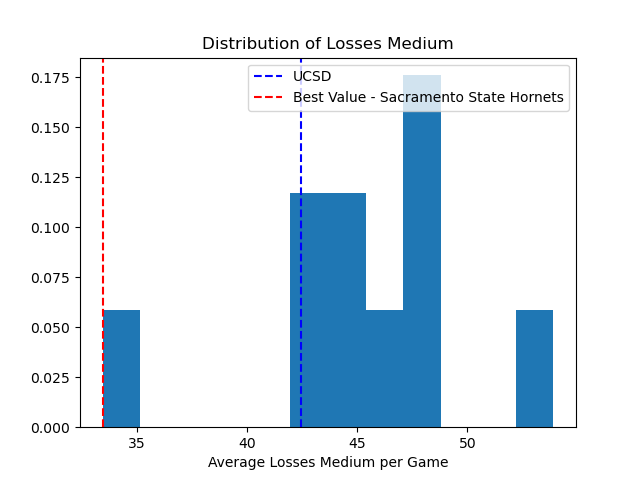 Distribution of Losses Medium
UCSD
Best Value - Sacramento State Hornets
0.175
0.150
0.125
0.100
0.075
0.050
0.025
0.000
35 40 45 50
Average Losses Medium per Game